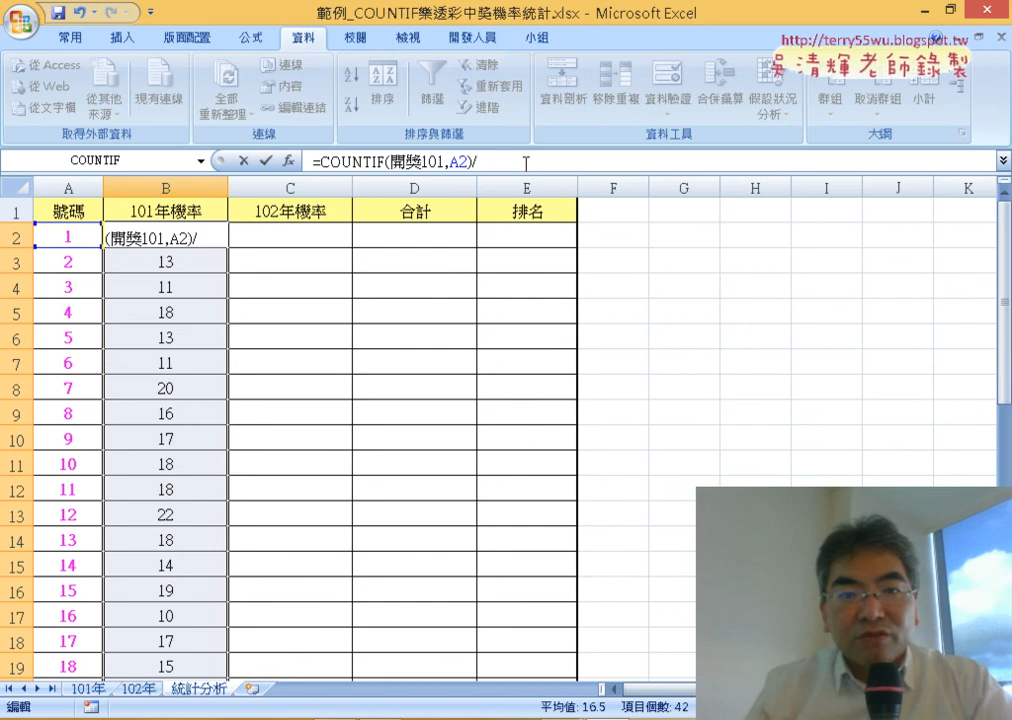 範例_COUNTIF樂透彩中獎機率統計.xlsx - Microsoft Excel
常用 插入 版面配置 公式 資料 校閱 檢視 開發人員 小組
http://terry55wu.blogspot.tw
吳清輝老師錄製
從 Access
從 Web
從文字檔
從其他來源
現有連線
取得外部資料
全部重新整理
連線
內容
編輯連結
連線
排序
篩選
清除
重新套用
進階
排序與篩選
資料剖析
移除重複
資料驗證
合併彙算
假設狀況分析
資料工具
群組
取消群組
小計
大綱
COUNTIF =COUNTIF(開獎101,A2)/
A B C D E F G H I J K
1 號碼 101年機率 102年機率 合計 排名
2 1 (開獎101,A2)/
3 2 13
4 3 11
5 4 18
6 5 13
7 6 11
8 7 20
9 8 16
10 9 17
11 10 18
12 11 18
13 12 22
14 13 18
15 14 14
16 15 19
17 16 10
18 17 17
19 18 15
101年 102年 統計分析
編輯 平均值: 16.5 項目個數: 42